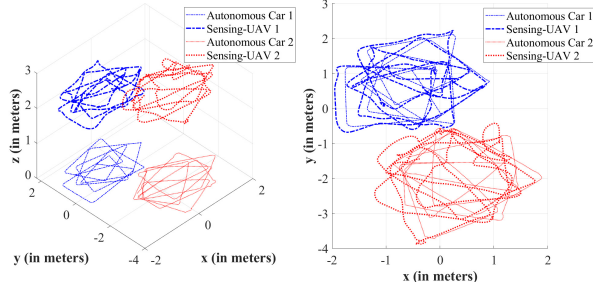 Autonomous Car 1
Sensing-UAV 1
Autonomous Car 2
Sensing-UAV 2
z (in meters)
3
2
1
0
2
0
-2
-4
-2
0
2
y (in meters)
x (in meters)
Autonomous Car 1
Sensing-UAV 1
Autonomous Car 2
Sensing-UAV 2
y (in meters)
3
2
1
0
-1
-2
-3
-4
-2
-1
0
1
2
x (in meters)